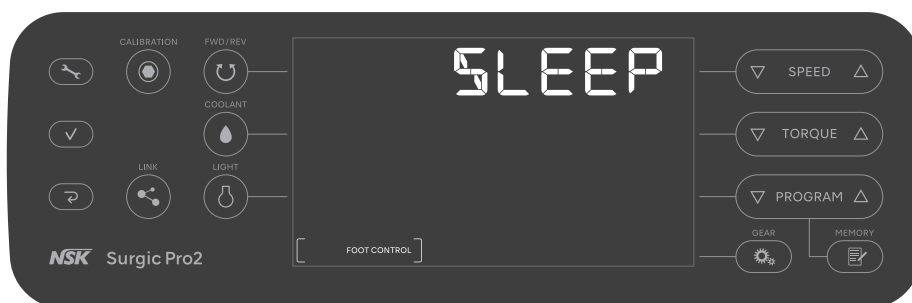 CALIBRATION FWD/REV
SLEEP
SPEED
COOLANT
TORQUE
LINK LIGHT
PROGRAM
GEAR MEMORY
FOOT CONTROL
NSK Surgic Pro2